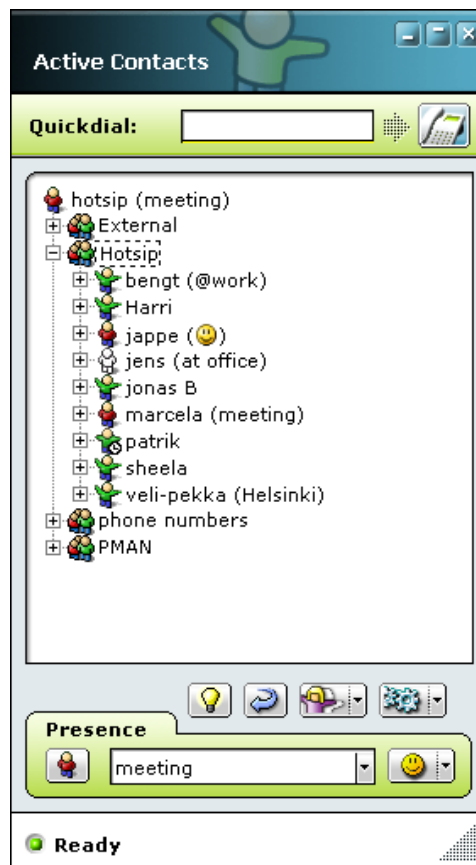 Active Contacts
Quickdial:
hotsip (meeting)
External
Hotsip
bengt (@work)
Harri
jappe (🙂)
jens (at office)
jonas B
marcela (meeting)
patrik
sheela
veli-pekka (Helsinki)
phone numbers
PMAN
Presence
meeting
Ready